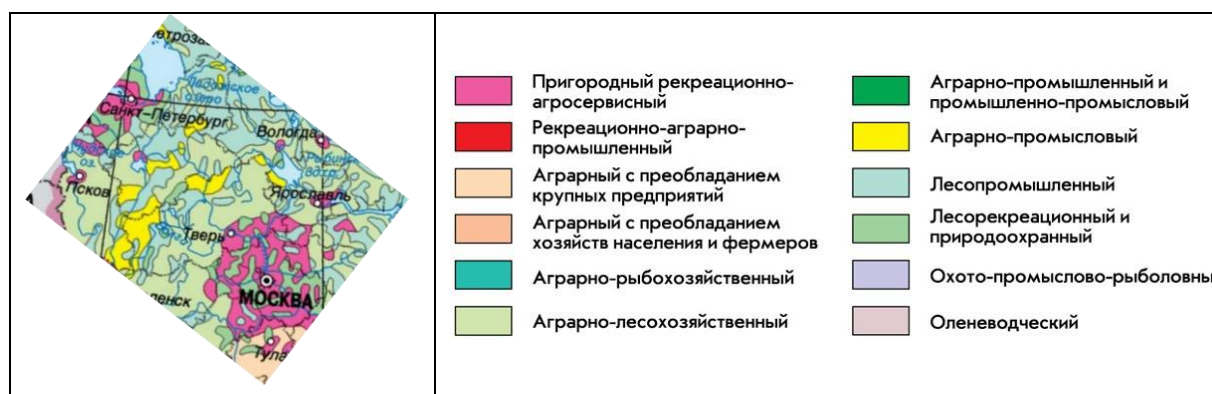 Санкт-Петербург
Вологда
оз.
Псков
Ярославль
Тверь
МОСКВА
Тула
Пригородный рекреационно-
агросервисный
Рекреационно-аграрно-
промышленный
Аграрный с преобладанием
крупных предприятий
Аграрный с преобладанием
хозяйств населения и фермеров
Аграрно-рыбохозяйственный
Аграрно-лесохозяйственный
Аграрно-промышленный и
промышленно-промысловый
Аграрно-промысловый
Лесопромышленный
Лесорекреационный и
природоохранный
Охото-промыслово-рыболовны
Оленеводческий